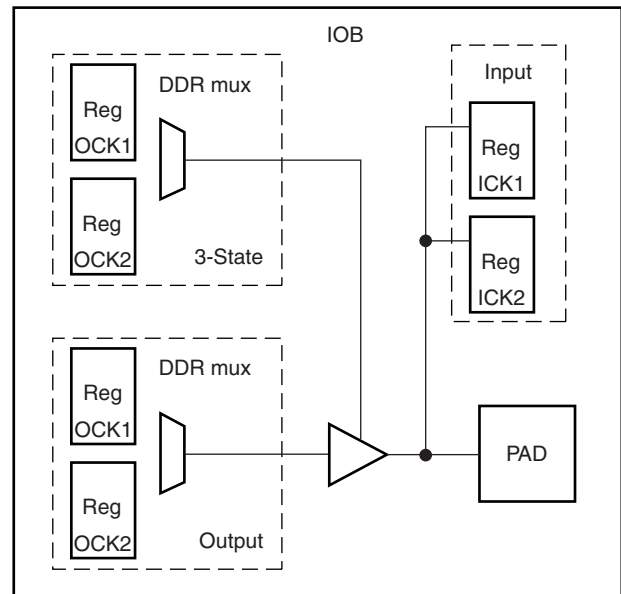 IOB
DDR mux
Reg
OCK1
Reg
OCK2
3-State
Input
Reg
ICK1
Reg
ICK2
DDR mux
Reg
OCK1
Reg
OCK2
Output
PAD